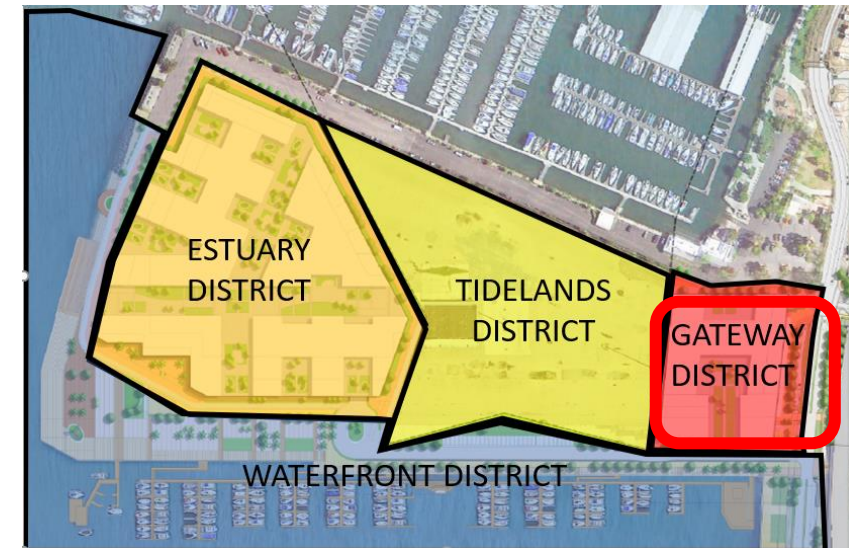 ESTUARY
DISTRICT
TIDELANDS
DISTRICT
GATEWAY
DISTRICT
WATERFRONT DISTRICT